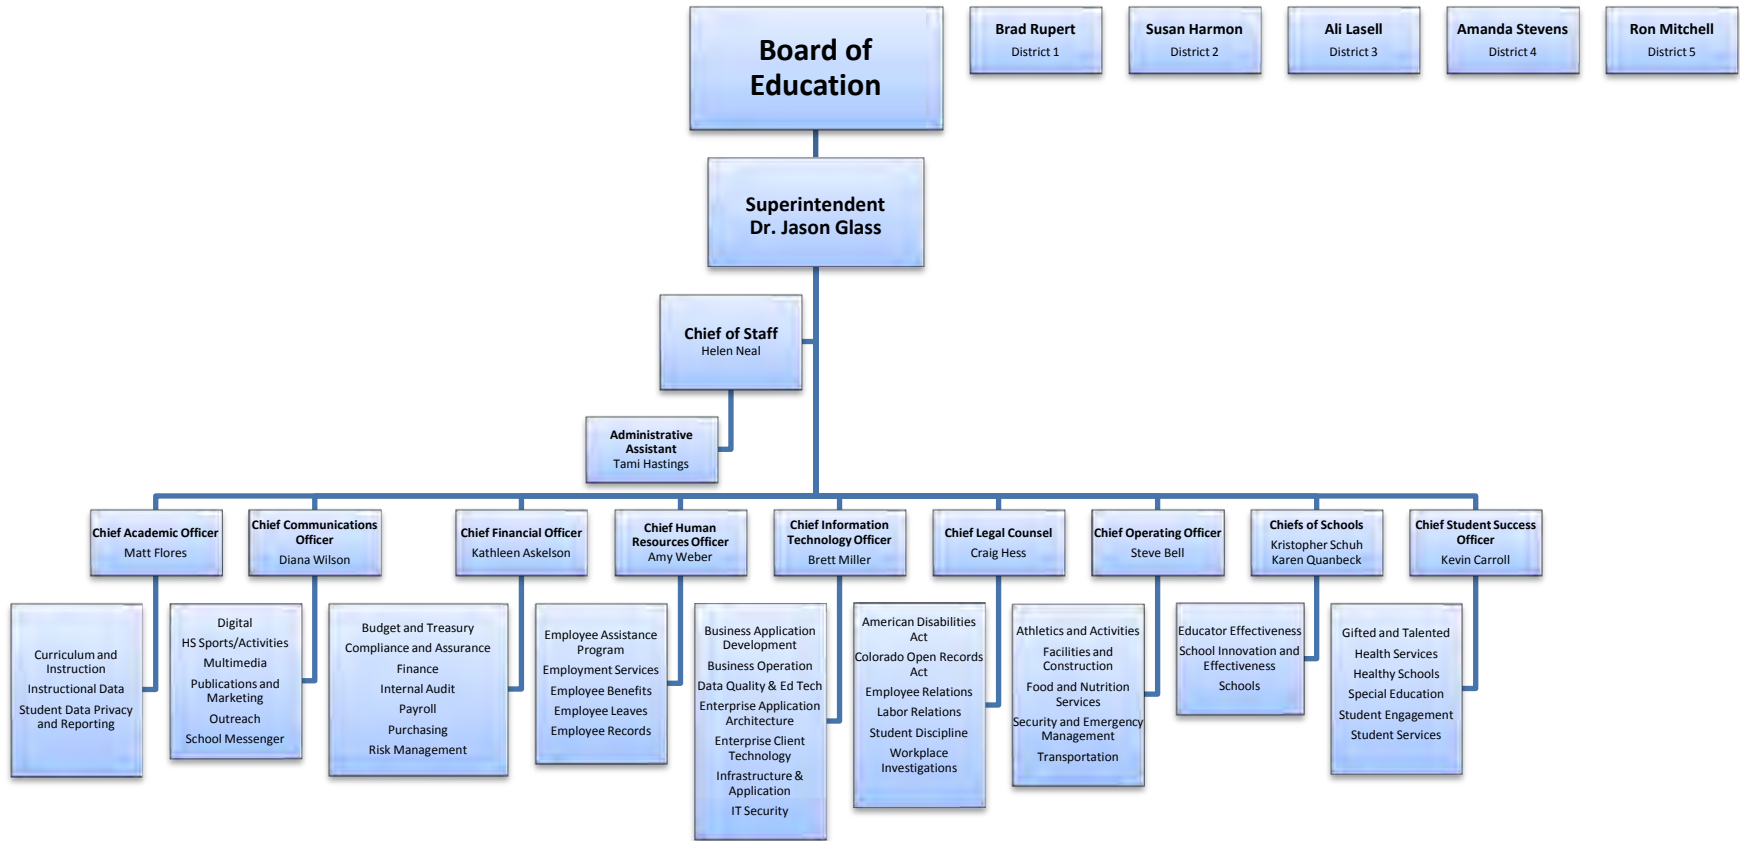 Board of
Education
Brad Rupert
District 1
Susan Harmon
District 2
Ali Lasell
District 3
Amanda Stevens
District 4
Ron Mitchell
District 5
Superintendent
Dr. Jason Glass
Chief of Staff
Helen Neal
Administrative
Assistant
Tami Hastings
Chief Academic Officer
Matt Flores
Chief Communications
Officer
Diana Wilson
Chief Financial Officer
Kathleen Askelson
Chief Human
Resources Officer
Amy Weber
Chief Information
Technology Officer
Brett Miller
Chief Legal Counsel
Craig Hess
Chief Operating Officer
Steve Bell
Chiefs of Schools
Kristopher Schuh
Karen Quanbeck
Chief Student Success
Officer
Kevin Carroll
Curriculum and
Instruction
Instructional Data
Student Data Privacy
and Reporting
Digital
HS Sports/Activities
Multimedia
Publications and
Marketing
Outreach
School Messenger
Budget and Treasury
Compliance and Assurance
Finance
Internal Audit
Payroll
Purchasing
Risk Management
Employee Assistance
Program
Employment Services
Employee Benefits
Employee Leaves
Employee Records
Business Application
Development
Business Operation
Data Quality & Ed Tech
Enterprise Application
Architecture
Enterprise Client
Technology
Infrastructure &
Application
IT Security
American Disabilities
Act
Colorado Open Records
Act
Employee Relations
Labor Relations
Student Discipline
Workplace
Investigations
Athletics and Activities
Facilities and
Construction
Food and Nutrition
Services
Security and Emergency
Management
Transportation
Educator Effectiveness
School Innovation and
Effectiveness
Schools
Gifted and Talented
Health Services
Healthy Schools
Special Education
Student Engagement
Student Services